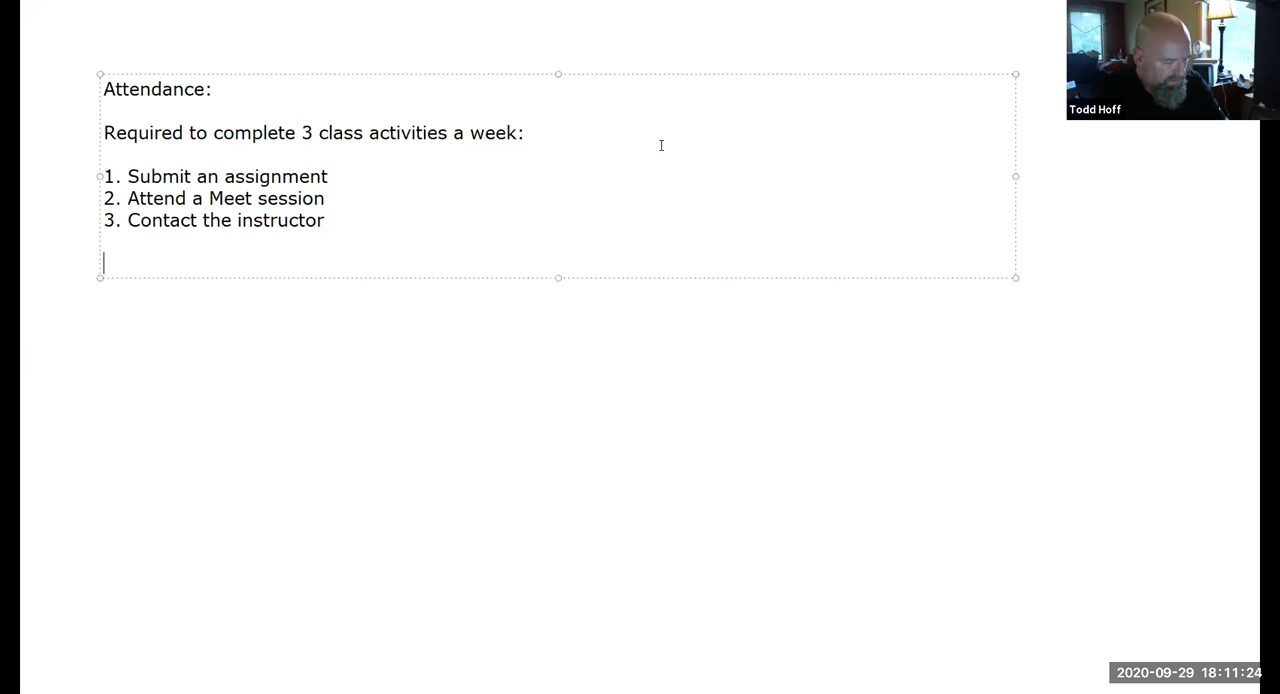 Attendance:
Required to complete 3 class activities a week:
1. Submit an assignment
2. Attend a Meet session
3. Contact the instructor
Todd Hoff
2020-09-29 18:11:24